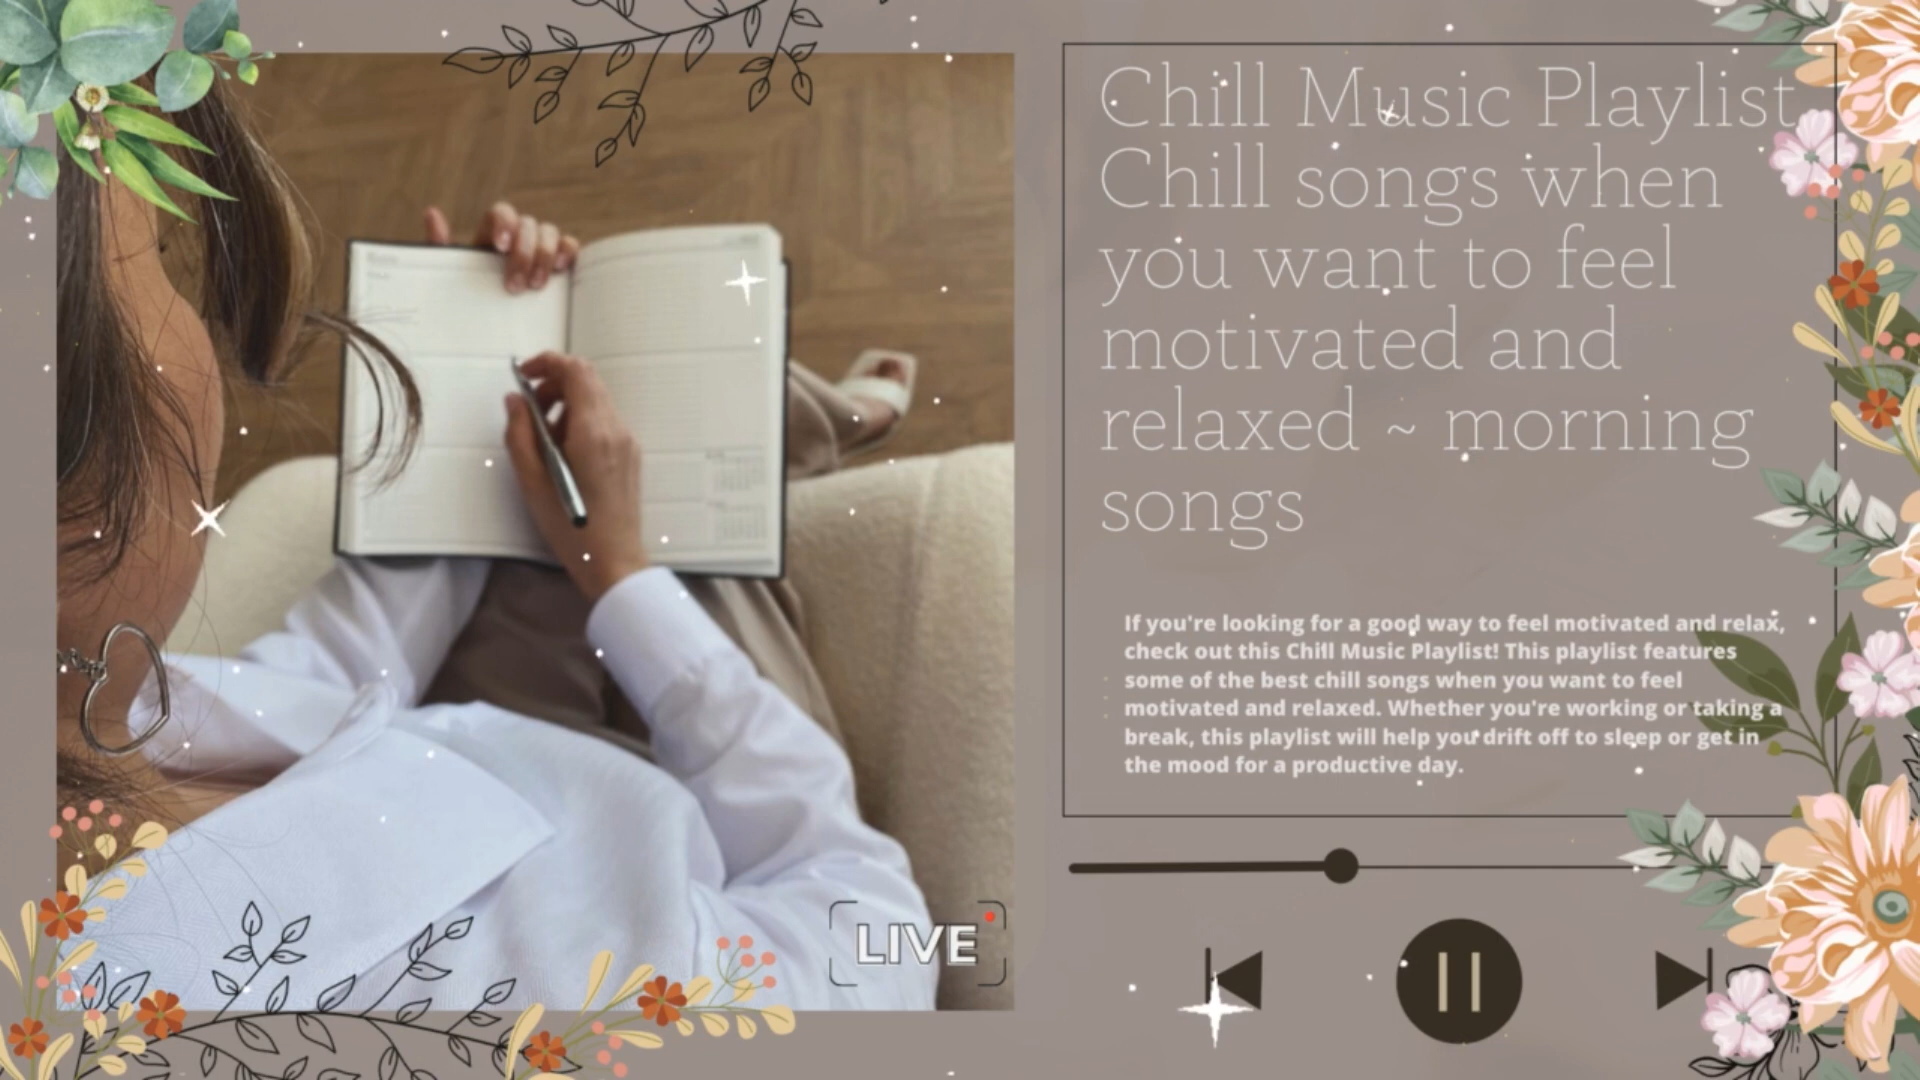 Chill Music Playlist
Chill songs when
you want to feel
motivated and
relaxed ~ morning
songs
If you're looking for a good way to feel motivated and relax,
check out this Chill Music Playlist! This playlist features
some of the best chill songs when you want to feel
motivated and relaxed. Whether you're working or taking a
break, this playlist will help you drift off to sleep or get in
the mood for a productive day.
LIVE